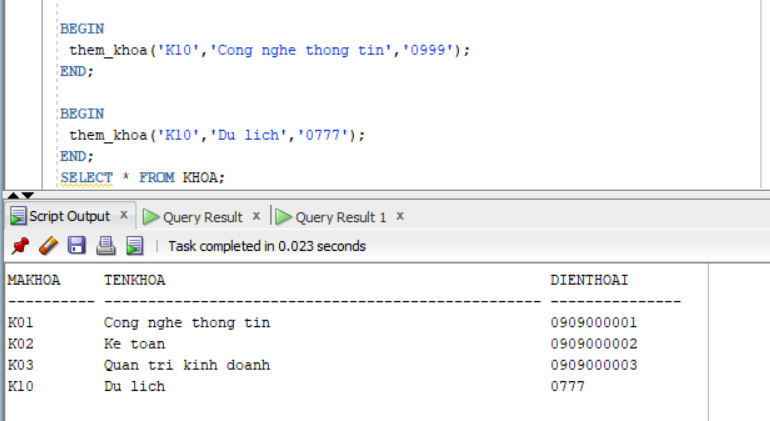 BEGIN
them_khoa('K10','Cong nghe thong tin','0999');
END;
BEGIN
them_khoa('K10','Du lich','0777');
END;
SELECT * FROM KHOA;
Script Output x Query Result x Query Result 1 x
Task completed in 0.023 seconds
MAKHOA TENKHOA DIENTHOAI
---------- -------------------------------------------------- ---------------
K01 Cong nghe thong tin 0909000001
K02 Ke toan 0909000002
K03 Quan tri kinh doanh 0909000003
K10 Du lich 0777